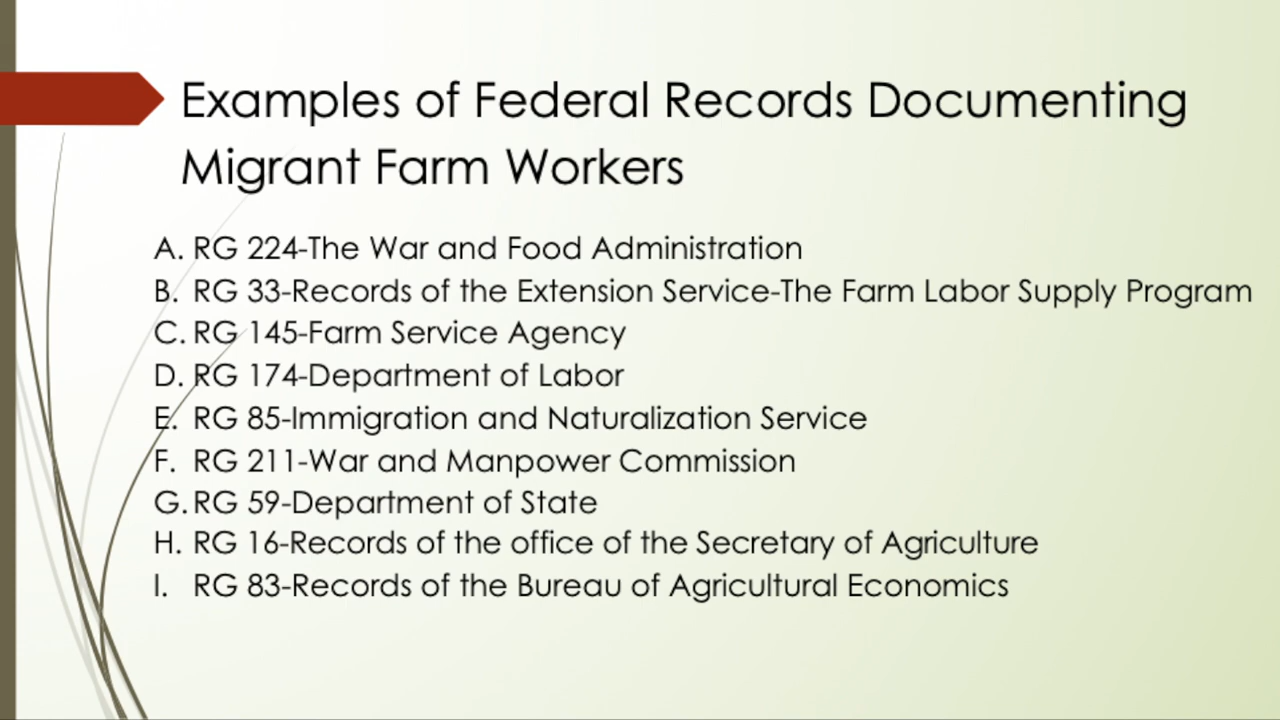 Examples of Federal Records Documenting
Migrant Farm Workers
A. RG 224-The War and Food Administration
B. RG 33-Records of the Extension Service-The Farm Labor Supply Program
C. RG 145-Farm Service Agency
D. RG 174-Department of Labor
E. RG 85-Immigration and Naturalization Service
F. RG 211-War and Manpower Commission
G. RG 59-Department of State
H. RG 16-Records of the office of the Secretary of Agriculture
I. RG 83-Records of the Bureau of Agricultural Economics